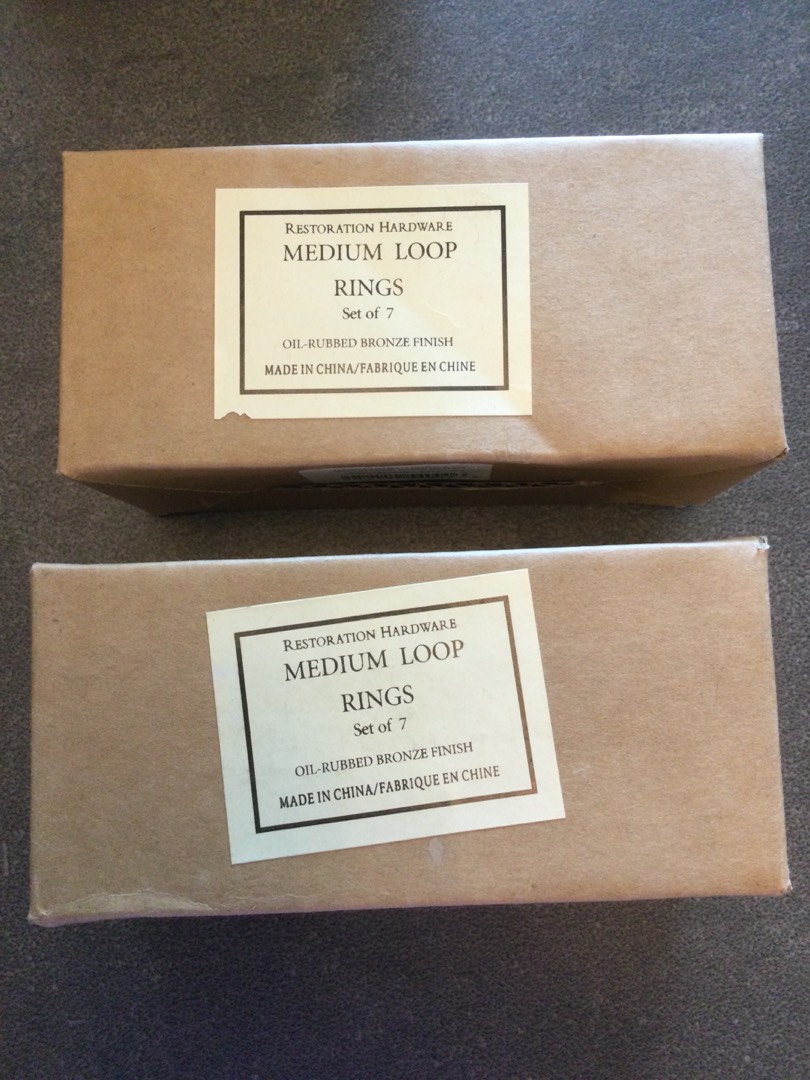 RESTORATION HARDWARE
MEDIUM LOOP
RINGS
Set of 7
OIL-RUBBED BRONZE FINISH
MADE IN CHINA/FABRIQUE EN CHINE
RESTORATION HARDWARE
MEDIUM LOOP
RINGS
Set of 7
OIL-RUBBED BRONZE FINISH
MADE IN CHINA/FABRIQUE EN CHINE